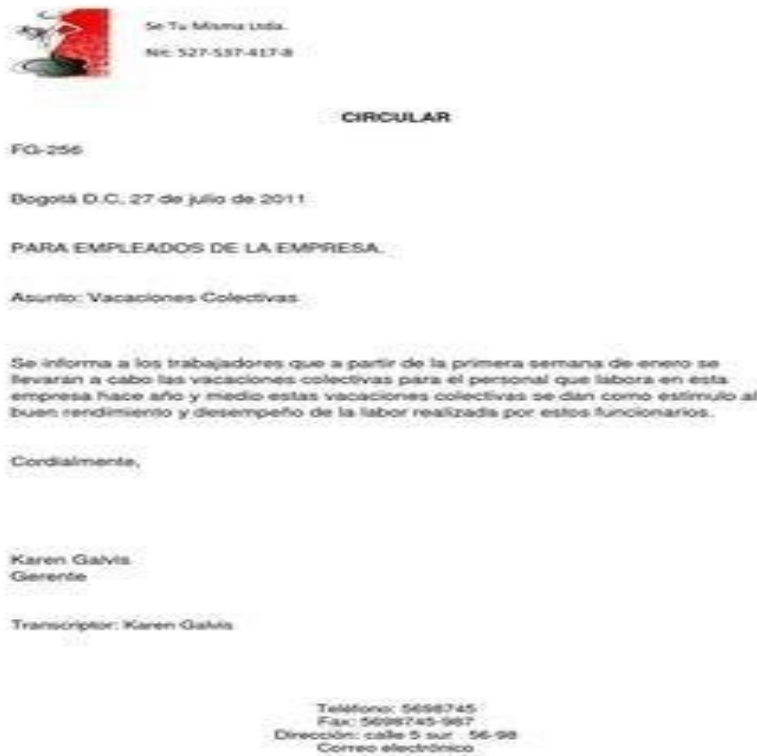 Se Tu Misma Ltda.
Nit: 527-537-417-8
CIRCULAR
FG-256
Bogotá D.C, 27 de julio de 2011
PARA EMPLEADOS DE LA EMPRESA.
Asunto: Vacaciones Colectivas
Se informa a los trabajadores que a partir de la primera semana de enero se
llevaran a cabo las vacaciones colectivas para el personal que labora en esta
empresa hace año y medio estas vacaciones colectivas se dan como estimulo al
buen rendimiento y desempeño de la labor realizada por estos funcionarios.
Cordialmente,
Karen Galvis
Gerente
Transcriptor: Karen Galvis
Teléfono: 5698745
Fax: 5698745-987
Dirección: calle 5 sur 56-98
Correo electrónico